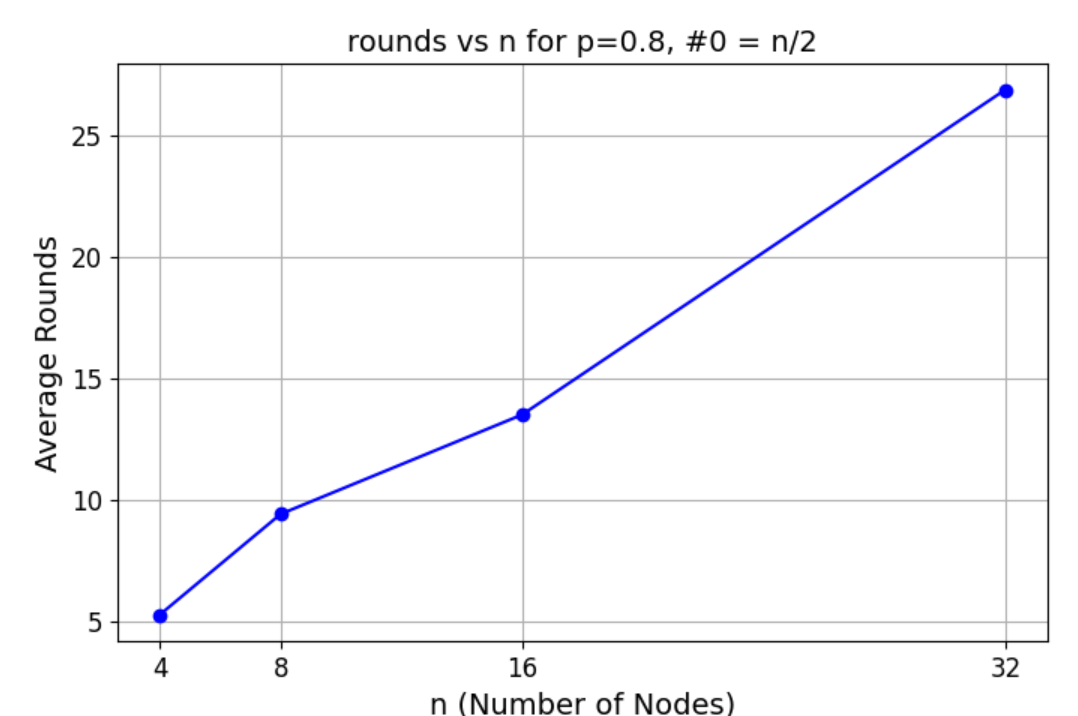 rounds vs n for p=0.8, #0 = n/2
Average Rounds
25
20
15
10
5
4 8 16 32
n (Number of Nodes)